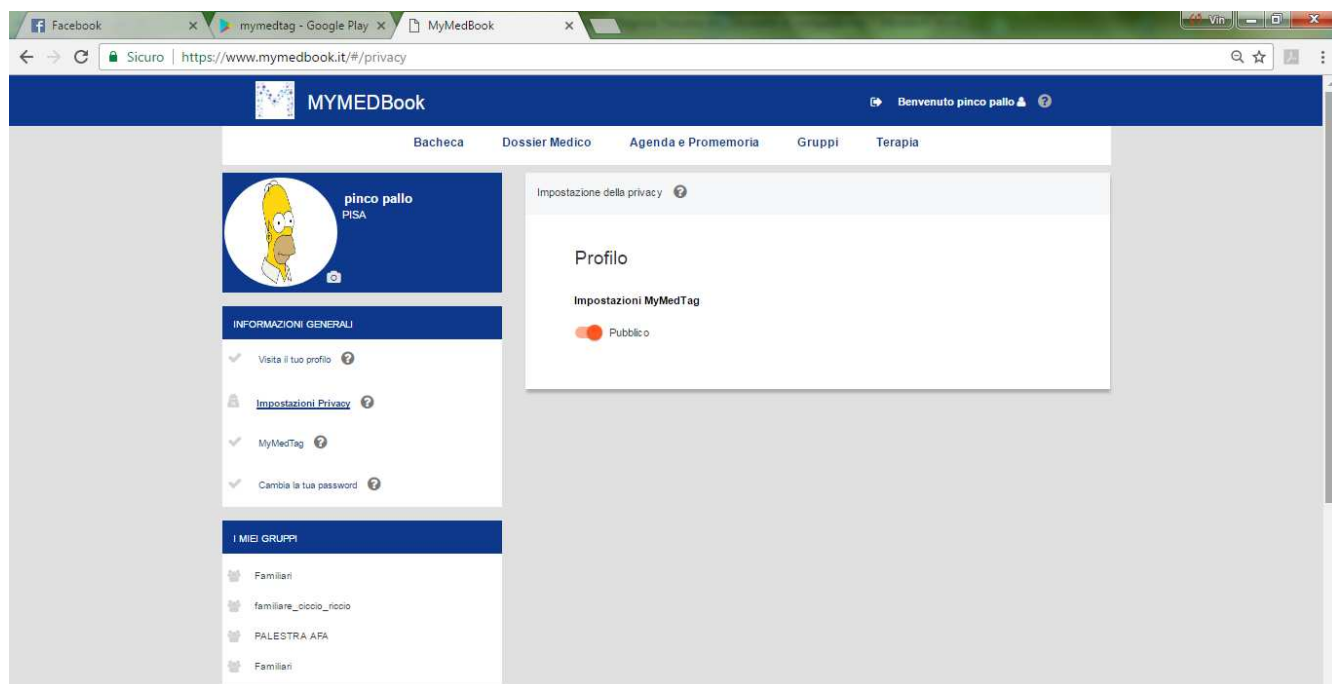 Facebook
mymedtag - Google Play
MyMedBook
Vin
Sicuro | https://www.mymedbook.it/#/privacy
MYMEDBook
Benvenuto pinco pallo
Bacheca
Dossier Medico
Agenda e Promemoria
Gruppi
Terapia
pinco pallo
PISA
Impostazione della privacy
Profilo
Impostazioni MyMedTag
Pubblico
INFORMAZIONI GENERALI
Visita il tuo profilo
Impostazioni Privacy
MyMedTag
Cambia la tua password
I MIEI GRUPPI
Familiari
familiare_ciccio_riccio
PALESTRA AFA
Familiari